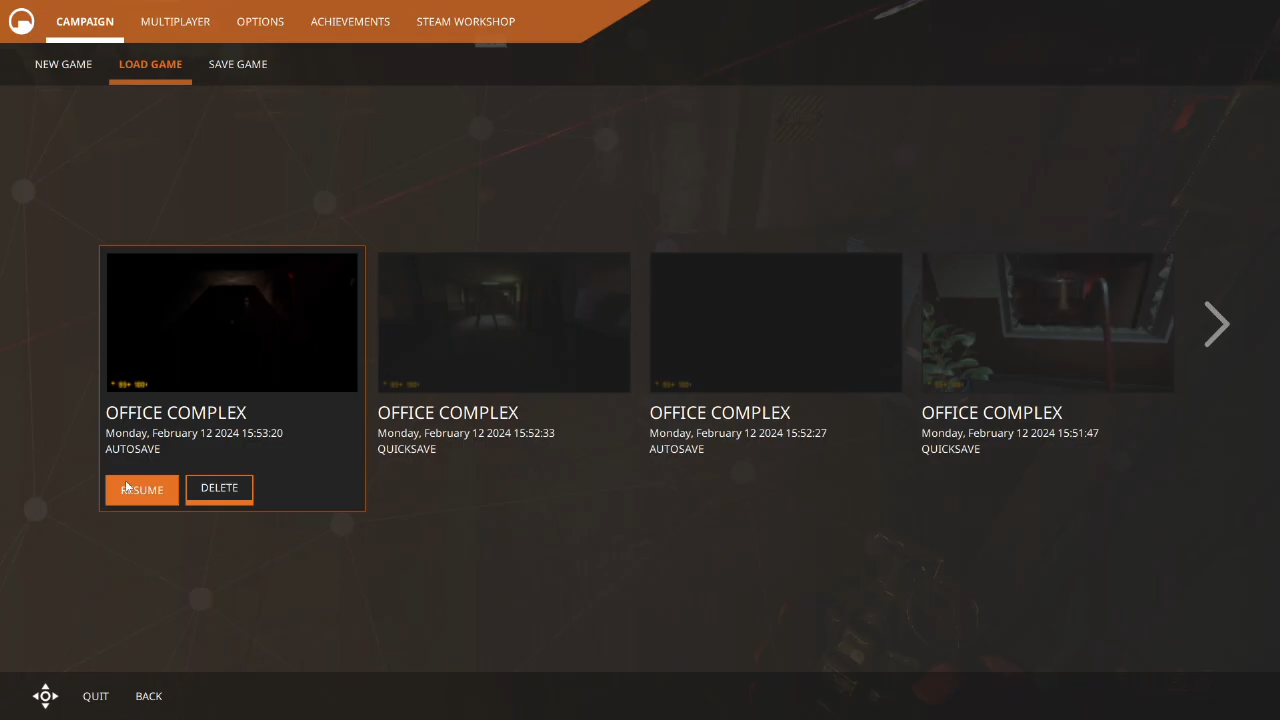 CAMPAIGN MULTIPLAYER OPTIONS ACHIEVEMENTS STEAM WORKSHOP
NEW GAME LOAD GAME SAVE GAME
OFFICE COMPLEX
Monday, February 12 2024 15:53:20
AUTOSAVE
RESUME DELETE
OFFICE COMPLEX
Monday, February 12 2024 15:52:33
QUICKSAVE
OFFICE COMPLEX
Monday, February 12 2024 15:52:27
AUTOSAVE
OFFICE COMPLEX
Monday, February 12 2024 15:51:47
QUICKSAVE
QUIT BACK